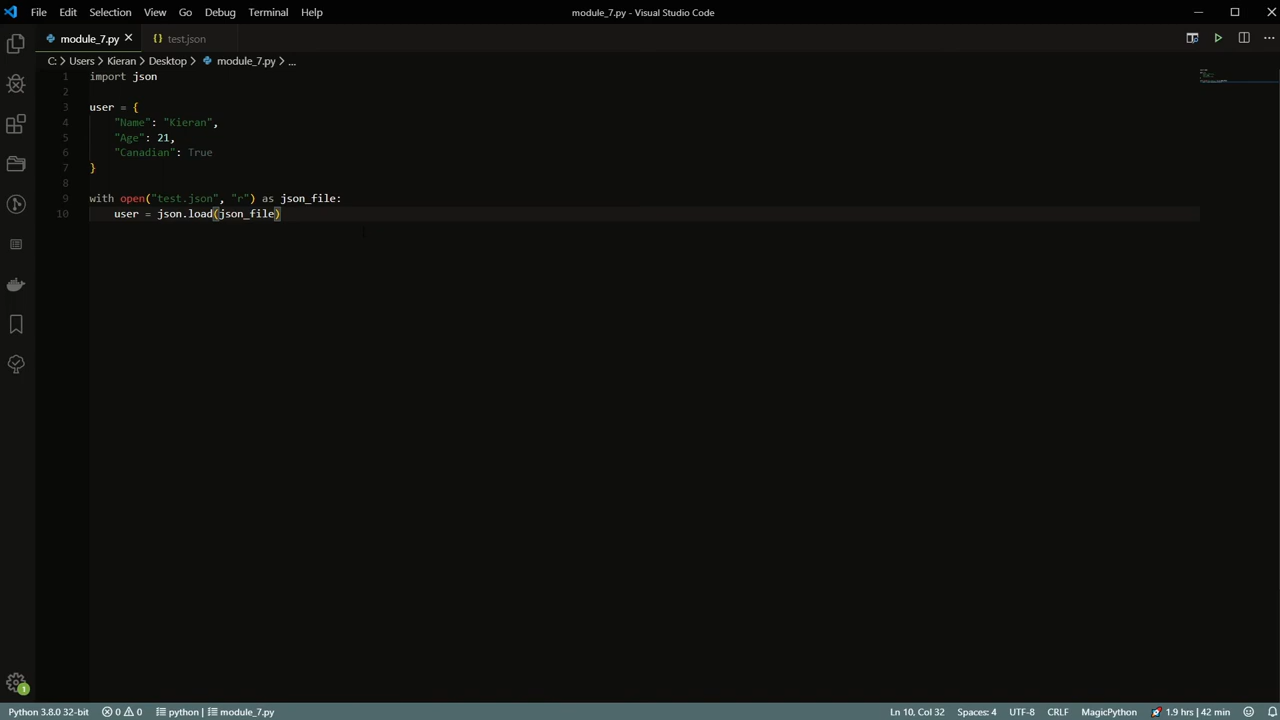 File Edit Selection View Go Debug Terminal Help module_7.py - Visual Studio Code
module_7.py test.json
C: > Users > Kieran > Desktop > module_7.py > ...
1 import json
2
3 user = {
4     "Name": "Kieran",
5     "Age": 21,
6     "Canadian": True
7 }
8
9 with open("test.json", "r") as json_file:
10     user = json.load(json_file)
1
Python 3.8.0 32-bit 0 0 python | module_7.py Ln 10, Col 32 Spaces: 4 UTF-8 CRLF MagicPython 1.9 hrs | 42 min